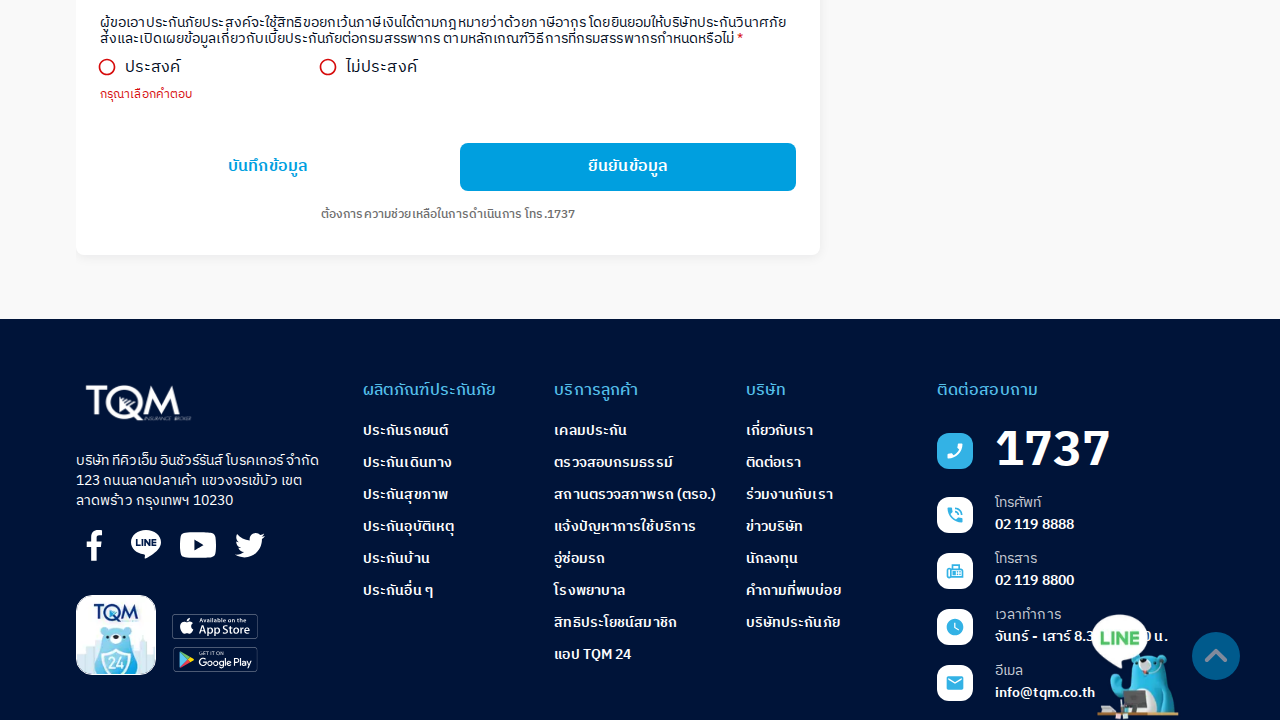 ผู้ขอเอาประกันภัยประสงค์จะใช้สิทธิขอยกเว้นภาษีเงินได้ตามกฎหมายว่าด้วยภาษีอากร โดยยินยอมให้บริษัทประกันวินาศภัย
ส่งและเปิดเผยข้อมูลเกี่ยวกับเบี้ยประกันภัยต่อกรมสรรพากร ตามหลักเกณฑ์วิธีการที่กรมสรรพากรกำหนดหรือไม่ *
ประสงค์ ไม่ประสงค์
กรุณาเลือกคำตอบ
บันทึกข้อมูล ยืนยันข้อมูล
ต้องการความช่วยเหลือในการดำเนินการ โทร.1737
TQM
INSURANCE BROKER
บริษัท ทีคิวเอ็ม อินชัวร์รันส์ โบรคเกอร์ จำกัด
123 ถนนลาดปลาเค้า แขวงจรเข้บัว เขต
ลาดพร้าว กรุงเทพฯ 10230
LINE
TQM
24
Available on the
App Store
GET IT ON
Google Play
ผลิตภัณฑ์ประกันภัย
ประกันรถยนต์
ประกันเดินทาง
ประกันสุขภาพ
ประกันอุบัติเหตุ
ประกันบ้าน
ประกันอื่น ๆ
บริการลูกค้า
เคลมประกัน
ตรวจสอบกรมธรรม์
สถานตรวจสภาพรถ (ตรอ.)
แจ้งปัญหาการใช้บริการ
อู่ซ่อมรถ
โรงพยาบาล
สิทธิประโยชน์สมาชิก
แอป TQM 24
บริษัท
เกี่ยวกับเรา
ติดต่อเรา
ร่วมงานกับเรา
ข่าวบริษัท
นักลงทุน
คำถามที่พบบ่อย
บริษัทประกันภัย
ติดต่อสอบถาม
1737
โทรศัพท์
02 119 8888
โทรสาร
02 119 8800
เวลาทำการ
จันทร์ - เสาร์ 8.3 น.
อีเมล
info@tqm.co.th
LINE